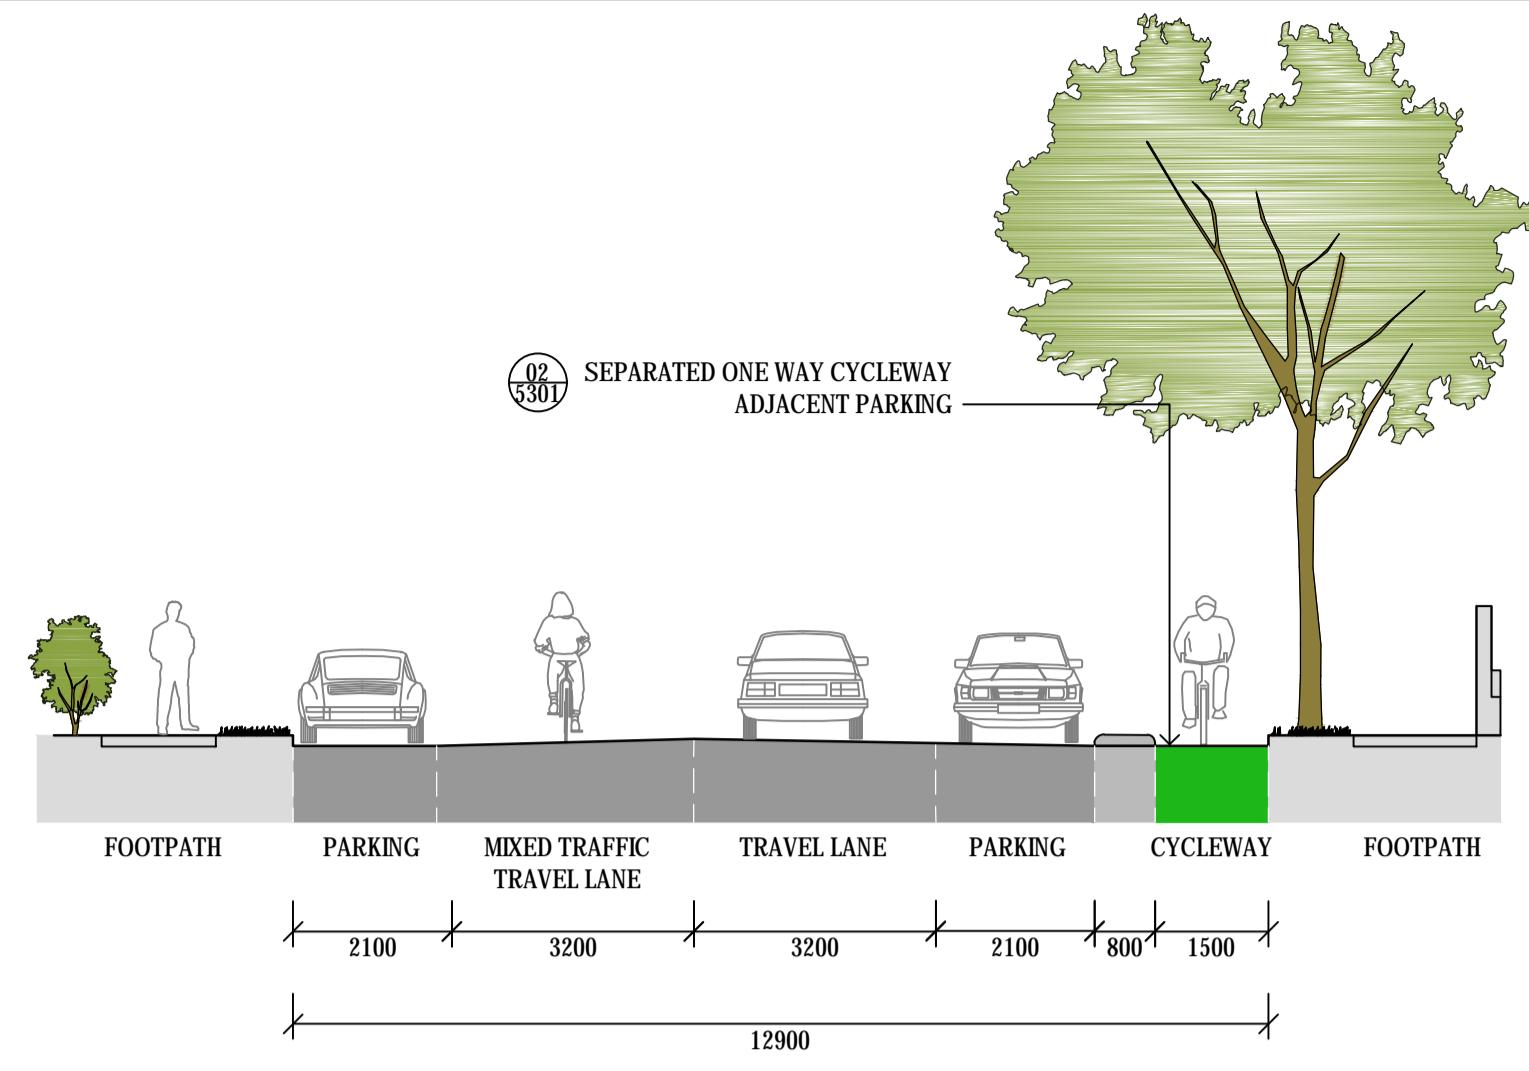 02
5301
SEPARATED ONE WAY CYCLEWAY
ADJACENT PARKING
FOOTPATH
PARKING
MIXED TRAFFIC
TRAVEL LANE
TRAVEL LANE
PARKING
CYCLEWAY
FOOTPATH
2100
3200
3200
2100
800
1500
12900